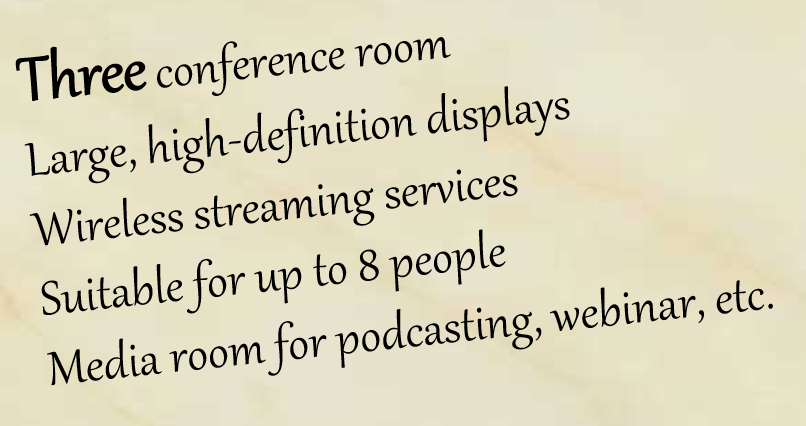 Three conference room
Large, high-definition displays
Wireless streaming services
Suitable for up to 8 people
Media room for podcasting, webinar, etc.